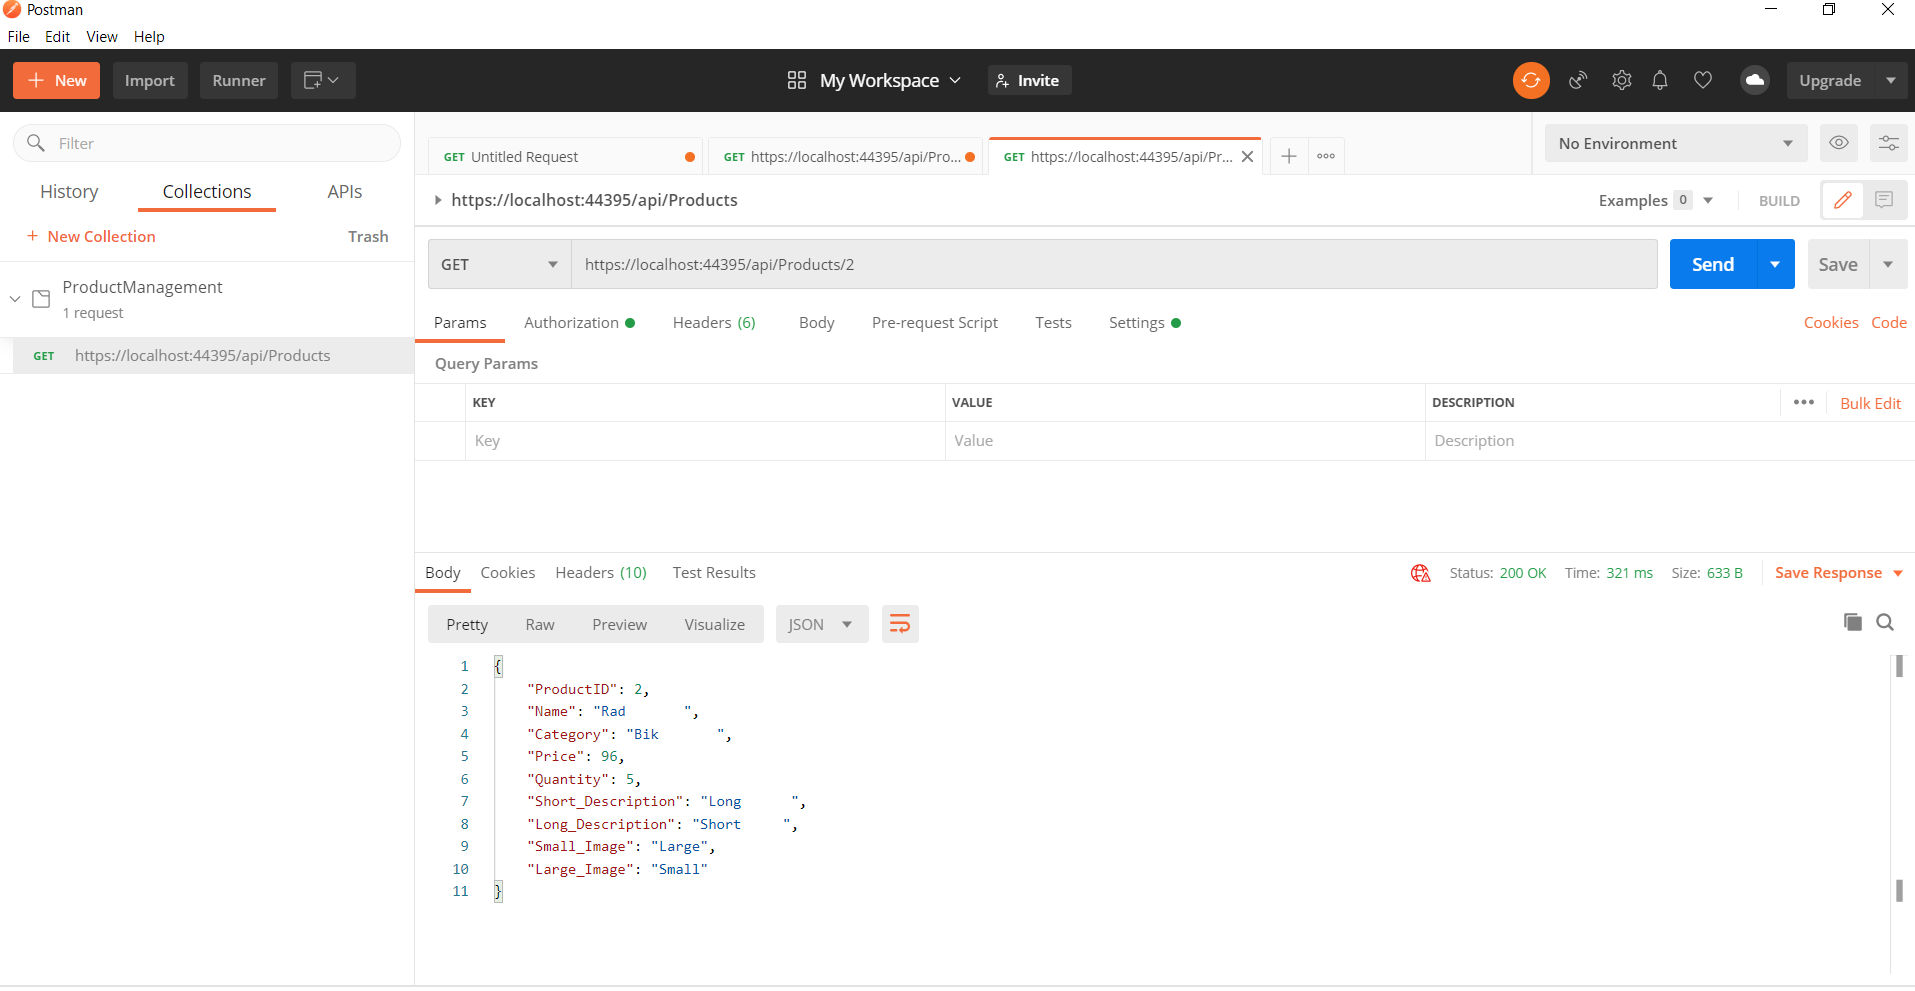 Postman
File Edit View Help
+ New Import Runner My Workspace Invite Upgrade
Filter
History Collections APIs
+ New Collection Trash
ProductManagement
1 request
GET https://localhost:44395/api/Products
GET Untitled Request GET https://localhost:44395/api/Pro... GET https://localhost:44395/api/Pr... No Environment
https://localhost:44395/api/Products Examples 0 BUILD
GET https://localhost:44395/api/Products/2 Send Save
Params Authorization Headers (6) Body Pre-request Script Tests Settings Cookies Code
Query Params
KEY VALUE DESCRIPTION Bulk Edit
Key Value Description
Body Cookies Headers (10) Test Results Status: 200 OK Time: 321 ms Size: 633 B Save Response
Pretty Raw Preview Visualize JSON
1 {
2 "ProductID": 2,
3 "Name": "Rad       ",
4 "Category": "Bik       ",
5 "Price": 96,
6 "Quantity": 5,
7 "Short_Description": "Long      ",
8 "Long_Description": "Short     ",
9 "Small_Image": "Large",
10 "Large_Image": "Small"
11 }